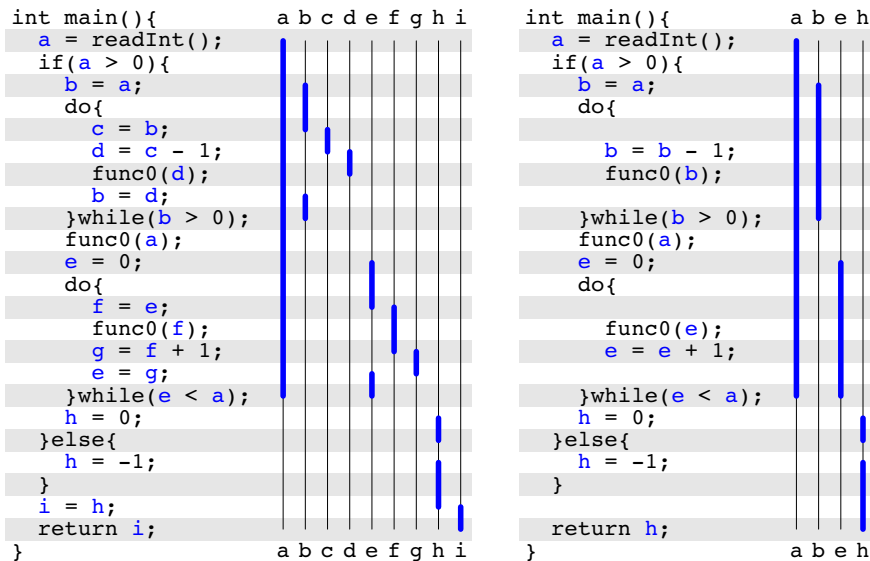 int main(){ a b c d e f g h i
a = readInt();
if(a > 0){
b = a;
do{
c = b;
d = c - 1;
func0(d);
b = d;
}while(b > 0);
func0(a);
e = 0;
do{
f = e;
func0(f);
g = f + 1;
e = g;
}while(e < a);
h = 0;
}else{
h = -1;
}
i = h;
return i;
} a b c d e f g h i
int main(){ a b e h
a = readInt();
if(a > 0){
b = a;
do{
b = b - 1;
func0(b);
}while(b > 0);
func0(a);
e = 0;
do{
func0(e);
e = e + 1;
}while(e < a);
h = 0;
}else{
h = -1;
}
return h;
} a b e h